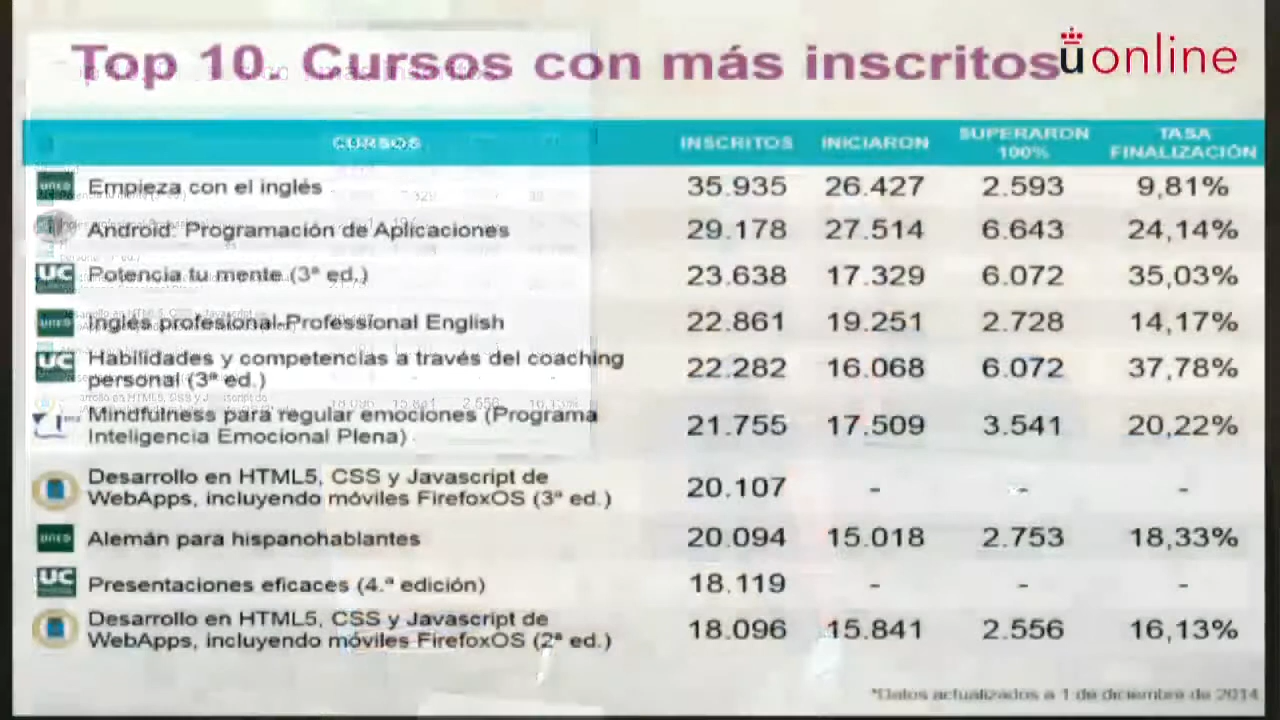 Top 10. Cursos con más inscritos
üonline
CURSOS INSCRITOS INICIARON SUPERARON 100% TASA FINALIZACIÓN
UNED Empieza con el inglés 35.935 26.427 2.593 9,81%
Android: Programación de Aplicaciones 29.178 27.514 6.643 24,14%
UC Potencia tu mente (3ª ed.) 23.638 17.329 6.072 35,03%
UNED Inglés profesional-Professional English 22.861 19.251 2.728 14,17%
UC Habilidades y competencias a través del coaching
personal (3ª ed.) 22.282 16.068 6.072 37,78%
Mindfulness para regular emociones (Programa
Inteligencia Emocional Plena) 21.755 17.509 3.541 20,22%
Desarrollo en HTML5, CSS y Javascript de
WebApps, incluyendo móviles FirefoxOS (3ª ed.) 20.107 - - -
UNED Alemán para hispanohablantes 20.094 15.018 2.753 18,33%
UC Presentaciones eficaces (4.ª edición) 18.119 - - -
Desarrollo en HTML5, CSS y Javascript de
WebApps, incluyendo móviles FirefoxOS (2ª ed.) 18.096 15.841 2.556 16,13%
*Datos actualizados a 1 de diciembre de 2014